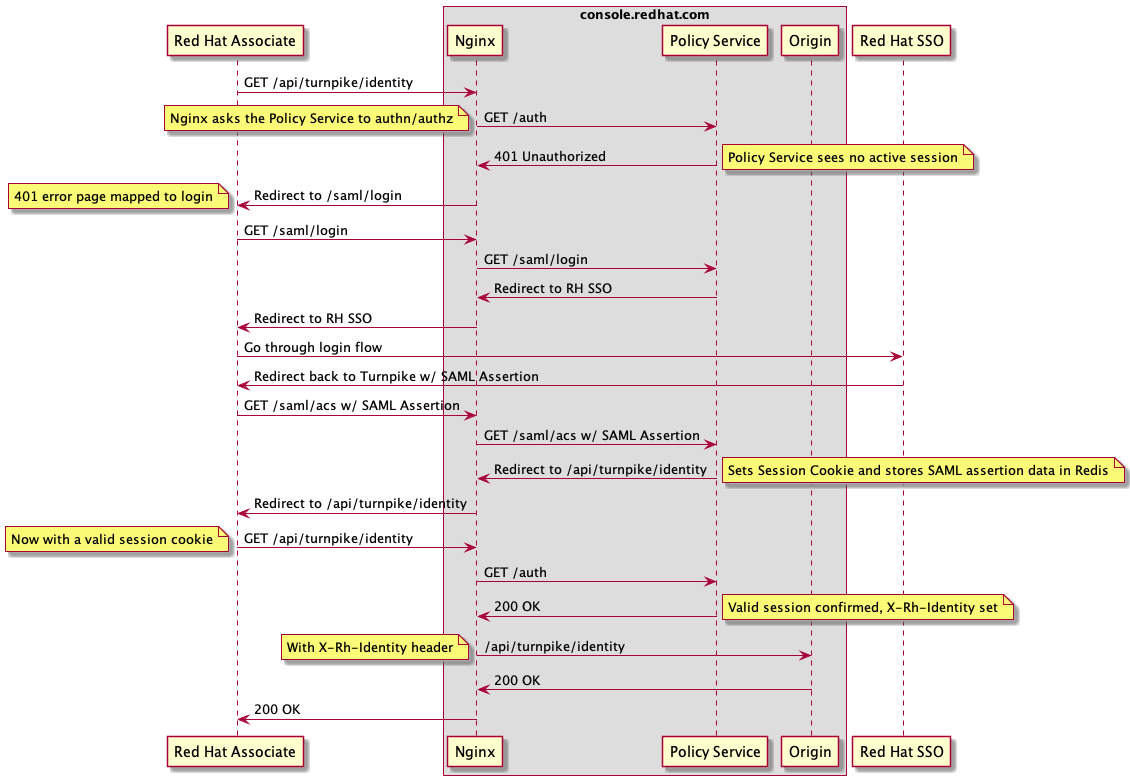 console.redhat.com
Red Hat Associate
Nginx
Policy Service
Origin
Red Hat SSO
GET /api/turnpike/identity
Nginx asks the Policy Service to authn/authz
GET /auth
401 Unauthorized
Policy Service sees no active session
401 error page mapped to login
Redirect to /saml/login
GET /saml/login
GET /saml/login
Redirect to RH SSO
Redirect to RH SSO
Go through login flow
Redirect back to Turnpike w/ SAML Assertion
GET /saml/acs w/ SAML Assertion
GET /saml/acs w/ SAML Assertion
Redirect to /api/turnpike/identity
Sets Session Cookie and stores SAML assertion data in Redis
Redirect to /api/turnpike/identity
Now with a valid session cookie
GET /api/turnpike/identity
GET /auth
200 OK
Valid session confirmed, X-Rh-Identity set
With X-Rh-Identity header
/api/turnpike/identity
200 OK
200 OK
Red Hat Associate
Nginx
Policy Service
Origin
Red Hat SSO